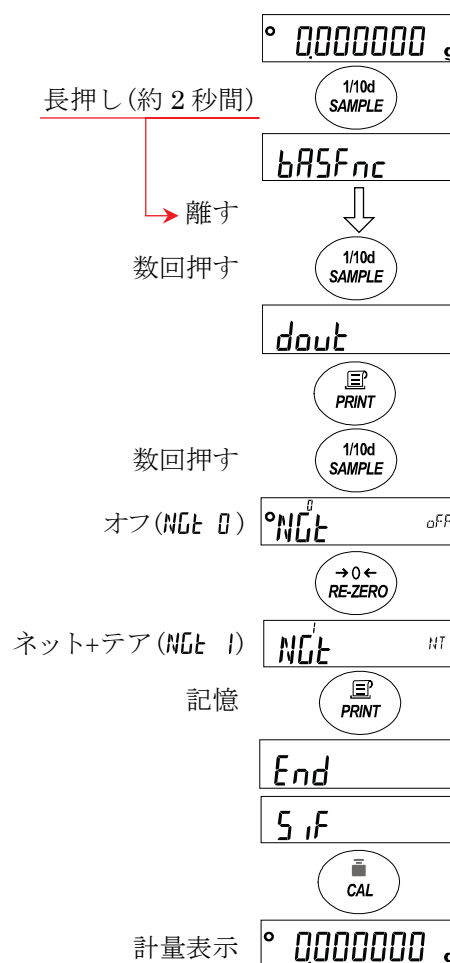 0.000000 g
1/10d
SAMPLE
長押し(約 2 秒間)
bASFnc
離す
数回押す
1/10d
SAMPLE
dout
PRINT
数回押す
1/10d
SAMPLE
オフ(NGt 0)
NGt 0 oFF
→0←
RE-ZERO
ネット+テア(NGt 1)
NGt 1 NT
記憶
PRINT
End
S iF
CAL
計量表示
0.000000 g